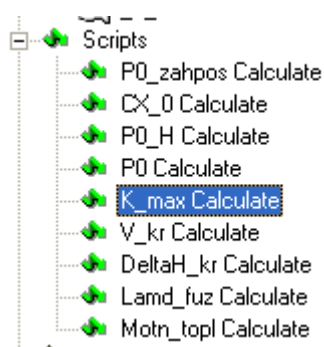 Scripts
P0_zahpos Calculate
CX_0 Calculate
P0_H Calculate
P0 Calculate
K_max Calculate
V_kr Calculate
DeltaH_kr Calculate
Lamd_fuz Calculate
Motn_topl Calculate